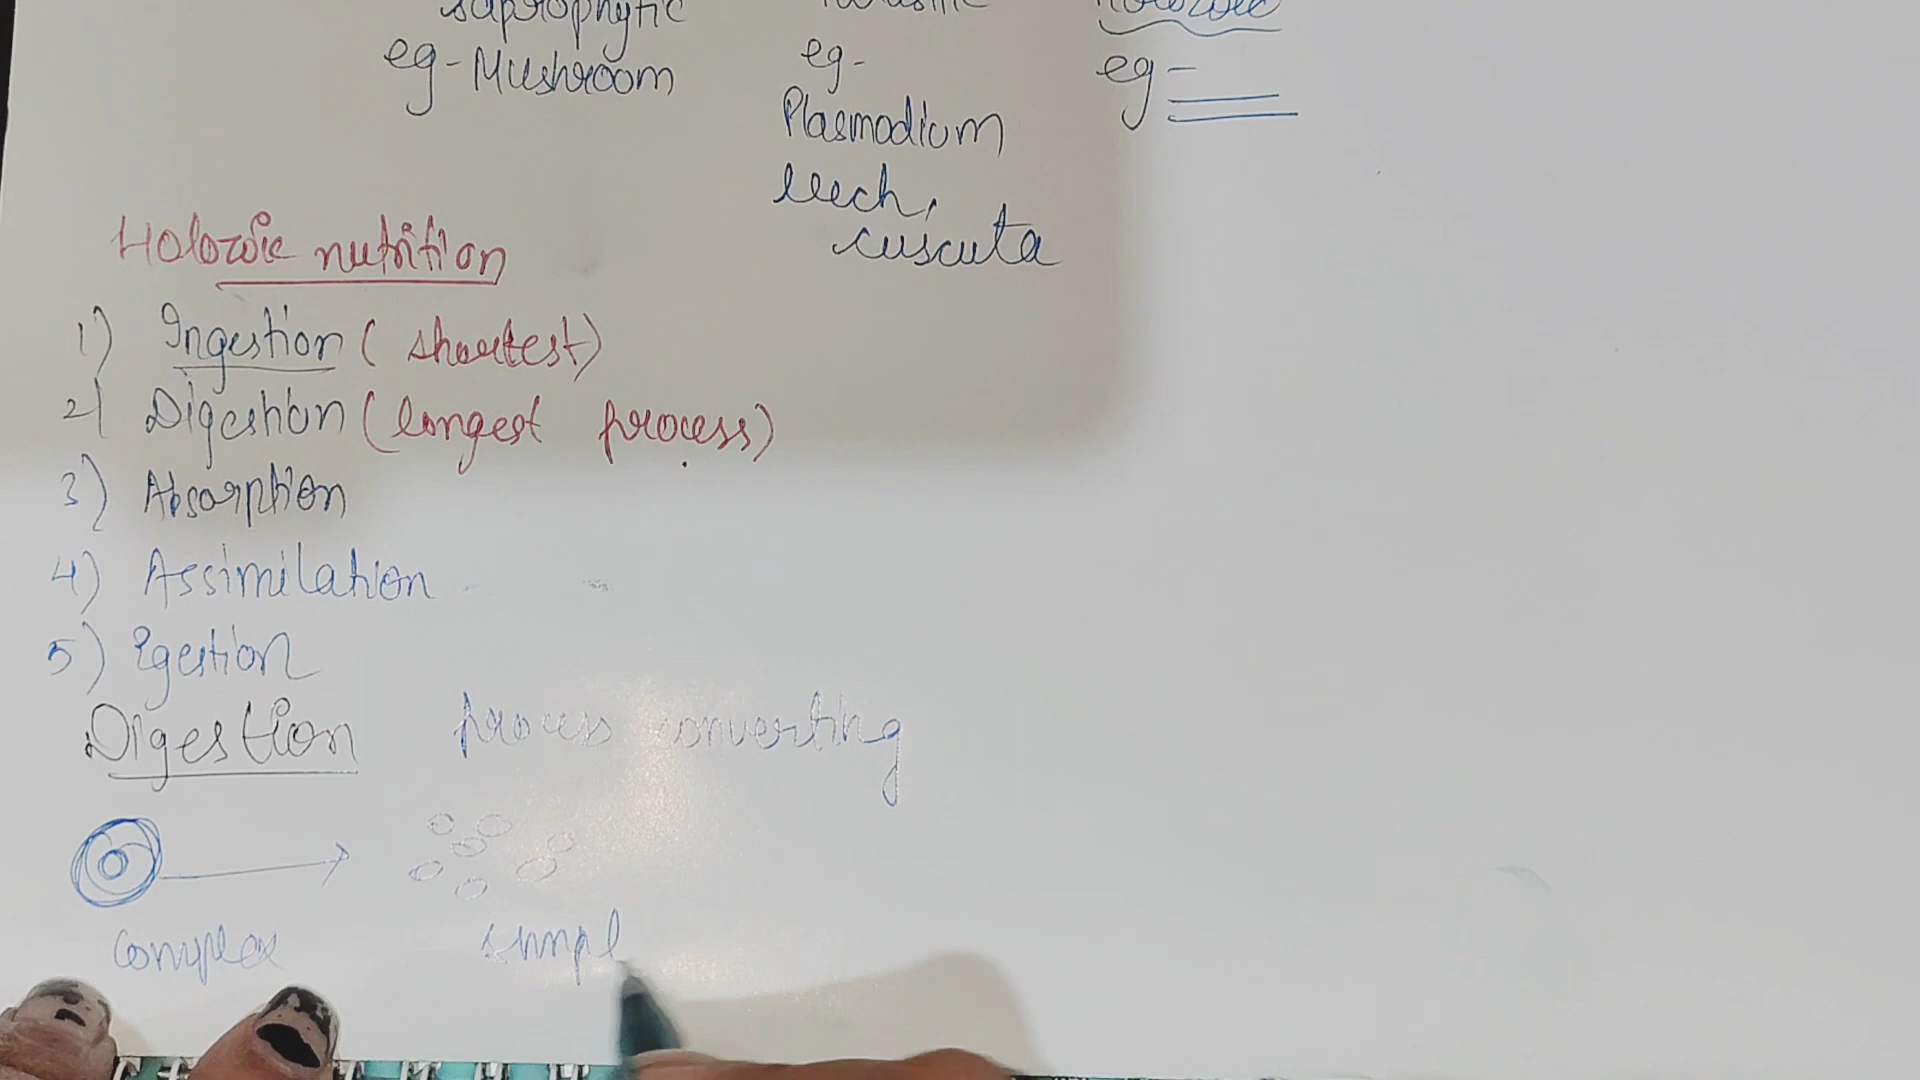 saprophytic
eg - Mushroom
eg -
Plasmodium
leech,
cuscuta
eg -
Holozoic nutrition
1) Ingestion ( shortest)
2) Digestion (longest process)
3) Absorption
4) Assimilation
5) Egestion
Digestion process converting
complex simpl